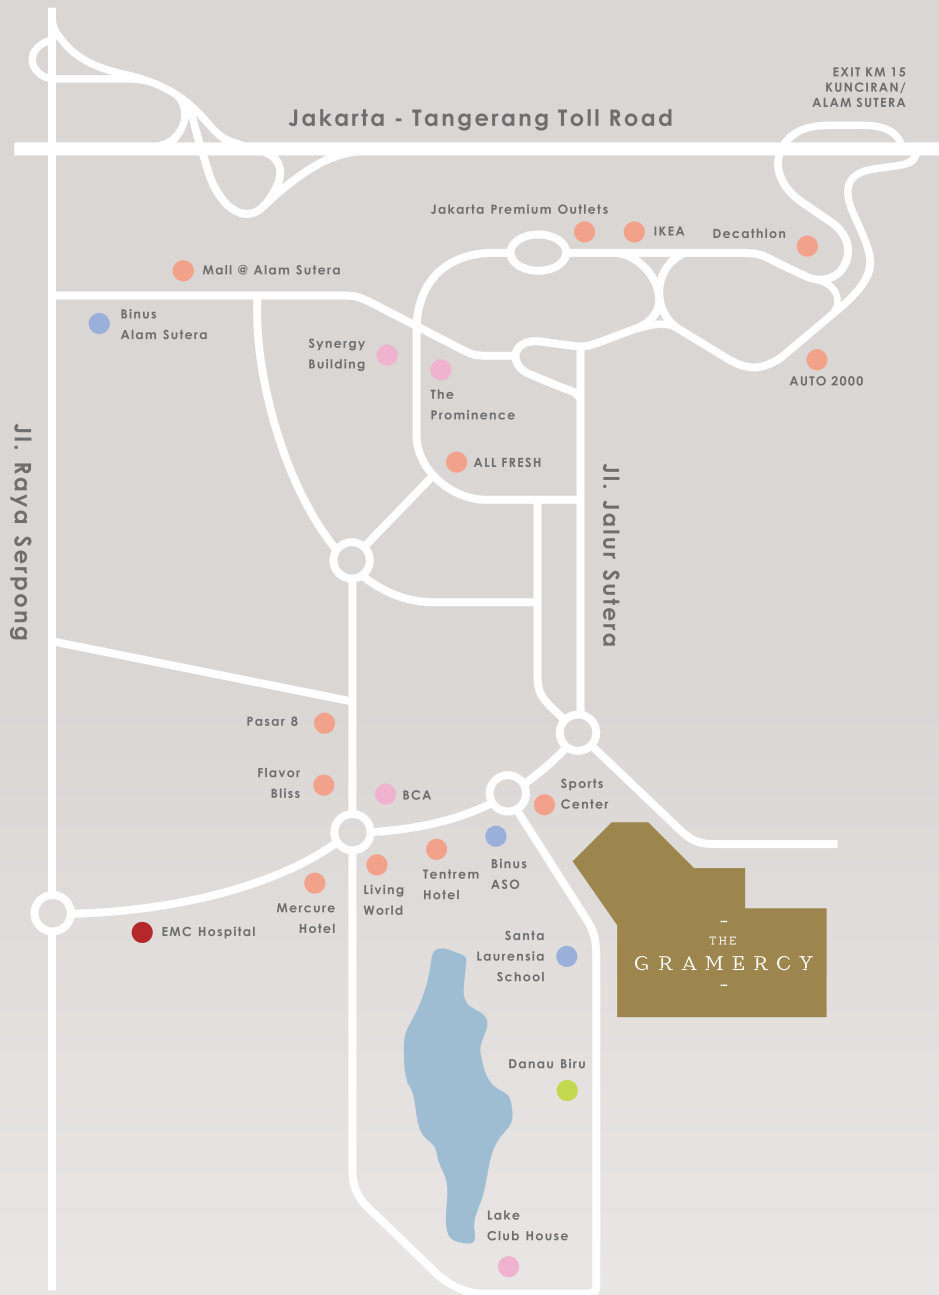 EXIT KM 15
KUNCIRAN/
ALAM SUTERA
Jakarta - Tangerang Toll Road
Jakarta Premium Outlets
IKEA
Decathlon
Mall @ Alam Sutera
Binus
Alam Sutera
Synergy
Building
The
Prominence
AUTO 2000
ALL FRESH
Jl. Raya Serpong
Jl. Jalur Sutera
Pasar 8
Flavor
Bliss
BCA
Sports
Center
Binus
ASO
Tentrem
Hotel
Living
World
Mercure
Hotel
EMC Hospital
Santa
Laurensia
School
–
THE
GRAMERCY
–
Danau Biru
Lake
Club House